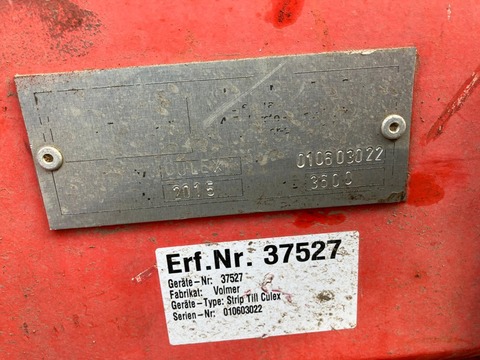 CULEX 010603022
2015 3600
Erf.Nr. 37527
Geräte-Nr: 37527
Fabrikat: Volmer
Geräte-Type: Strip Till Culex
Serien-Nr: 010603022